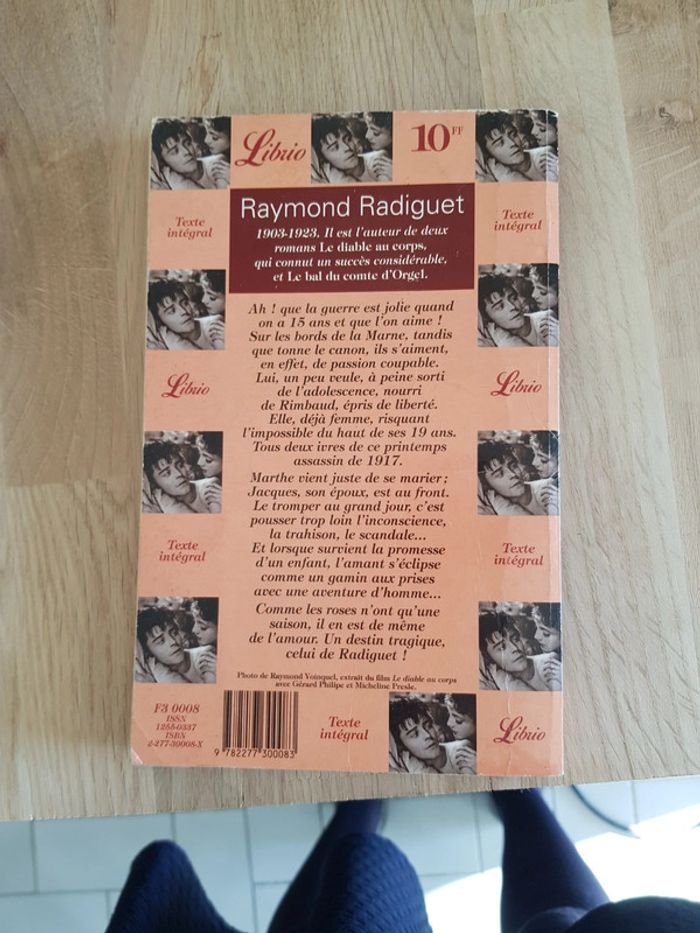 Librio
10FF
Raymond Radiguet
1903-1923. Il est l'auteur de deux
romans Le diable au corps,
qui connut un succès considérable,
et Le bal du comte d'Orgel.
Texte
intégral
Texte
intégral
Ah ! que la guerre est jolie quand
on a 15 ans et que l'on aime !
Sur les bords de la Marne, tandis
que tonne le canon, ils s'aiment,
en effet, de passion coupable.
Lui, un peu veule, à peine sorti
de l'adolescence, nourri
de Rimbaud, épris de liberté.
Elle, déjà femme, risquant
l'impossible du haut de ses 19 ans.
Tous deux ivres de ce printemps
assassin de 1917.
Librio
Librio
Marthe vient juste de se marier ;
Jacques, son époux, est au front.
Le tromper au grand jour, c'est
pousser trop loin l'inconscience,
la trahison, le scandale...
Et lorsque survient la promesse
d'un enfant, l'amant s'éclipse
comme un gamin aux prises
avec une aventure d'homme...
Texte
intégral
Texte
intégral
Comme les roses n'ont qu'une
saison, il en est de même
de l'amour. Un destin tragique,
celui de Radiguet !
Photo de Raymond Voinquel, extrait du film Le diable au corps
avec Gérard Philipe et Micheline Presle.
F3 0008
ISSN
1255-0337
ISBN
2-277-30008-X
9 782277 300083
Texte
intégral
Librio